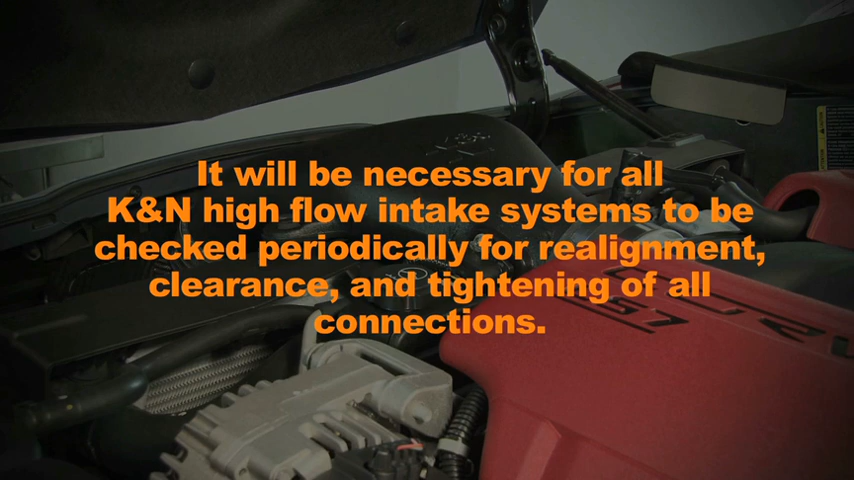 It will be necessary for all
K&N high flow intake systems to be
checked periodically for realignment,
clearance, and tightening of all
connections.